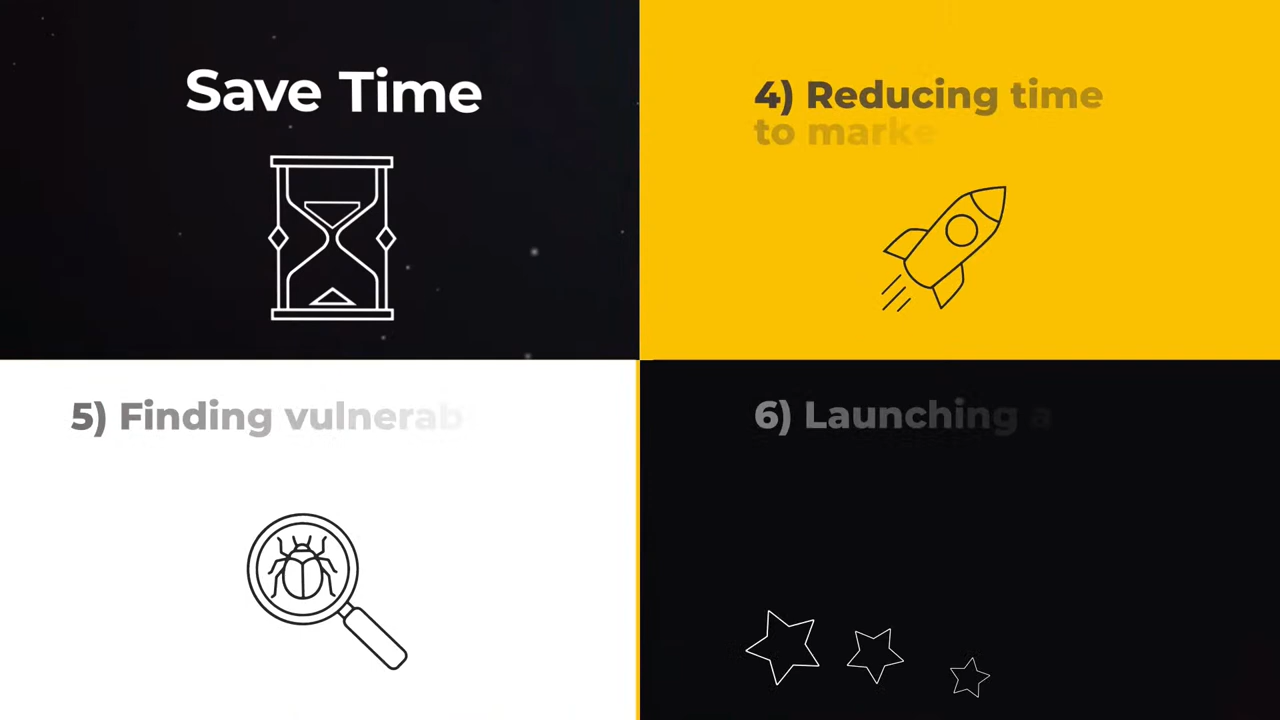 Save Time
4) Reducing time
to marke
5) Finding vulnerab
6) Launching a